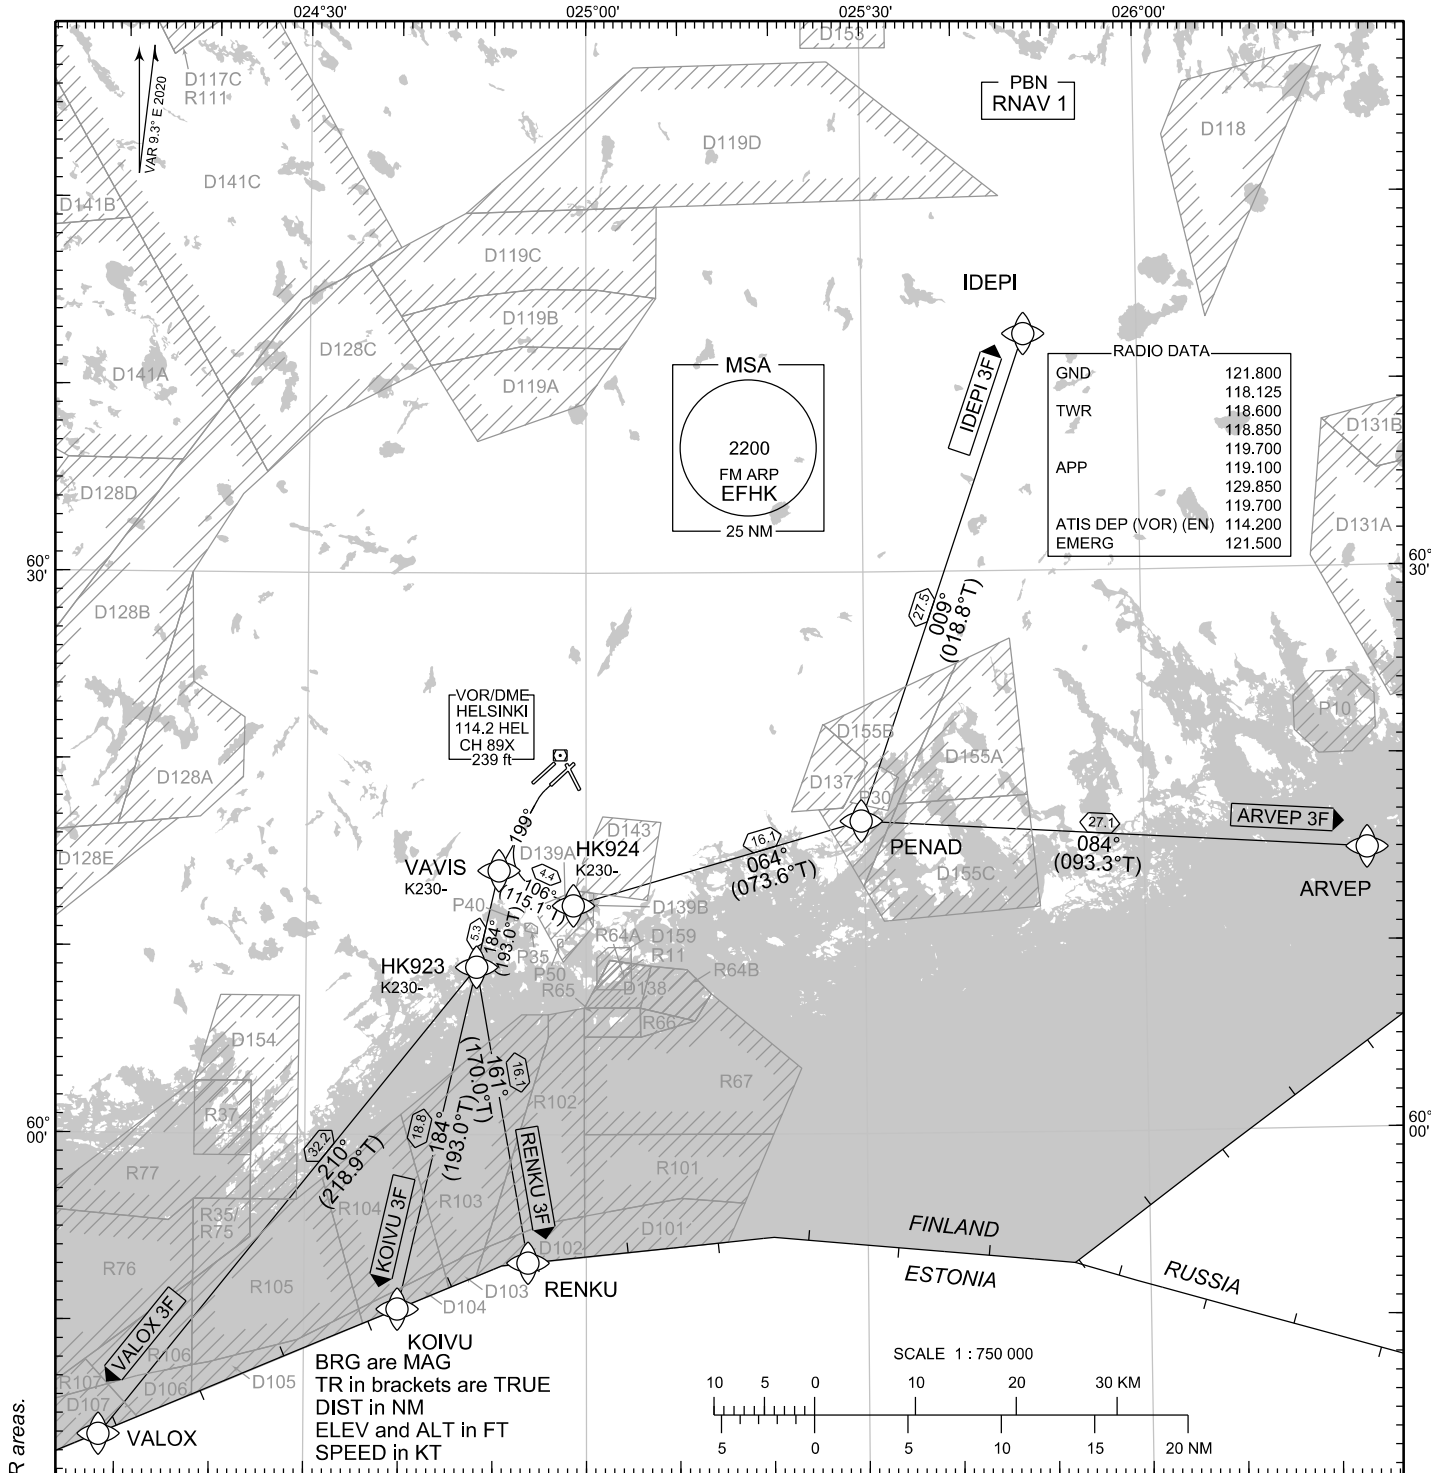 024°30'
025°00'
025°30'
026°00'
D153
D117C
R111
VAR 9.3° E 2020
PBN
RNAV 1
D118
D119D
D141C
D141B
D119C
IDEPI
D119B
D128C
D141A
D119A
MSA
2200
FM ARP
EFHK
25 NM
IDEPI 3F
RADIO DATA
GND 121.800
118.125
TWR 118.600
118.850
119.700
APP 119.100
129.850
119.700
ATIS DEP (VOR) (EN) 114.200
EMERG 121.500
D131B
D131A
D128D
60°
30'
60°
30'
D128B
27.5
009°
(018.8°T)
P10
VOR/DME
HELSINKI
114.2 HEL
CH 89X
239 ft
D155B
D155A
D137
P30
D128A
199°
D143
16.1
064°
(073.6°T)
27.1
084°
(093.3°T)
ARVEP 3F
PENAD
D155C
ARVEP
D128E
VAVIS
K230-
D139A
HK924
K230-
4.4
106°
(115.1°T)
P40
D139B
5.3
184°
(193.0°T)
P35
R64A
D159
R11
HK923
K230-
P50
R65
D138
R64B
R66
D154
R67
R37
161°
(170.0°T)
16.1
R102
60°
00'
60°
00'
18.8
184°
(193.0°T)
32.2
210°
(218.9°T)
R77
R101
RENKU 3F
R35/
R75
R104
R103
KOIVU 3F
D101
D102
FINLAND
ESTONIA
RUSSIA
R76
R105
D103
RENKU
D104
VALOX 3F
KOIVU
R106
D105
R107
D106
D107
VALOX
BRG are MAG
TR in brackets are TRUE
DIST in NM
ELEV and ALT in FT
SPEED in KT
SCALE 1 : 750 000
10 5 0 10 20 30 KM
5 0 5 10 15 20 NM
R areas.